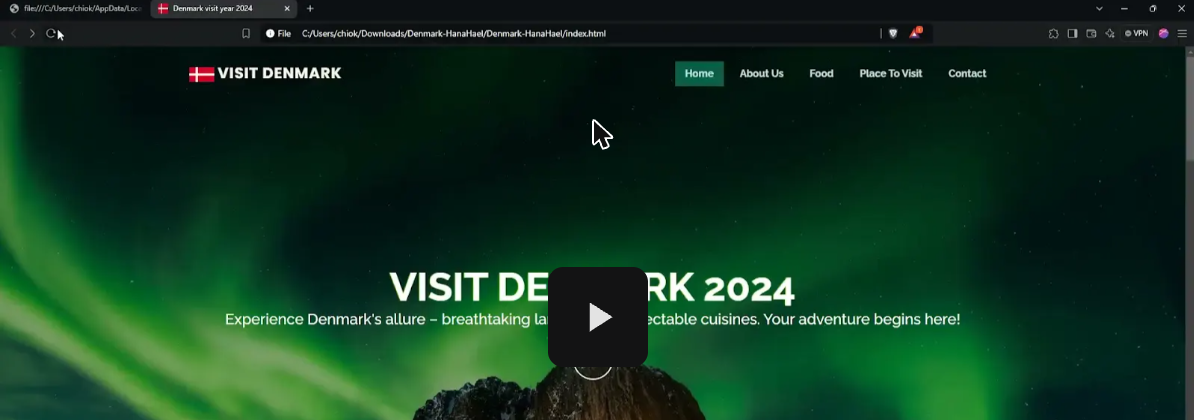 file:///C:/Users/chiok/AppData/Loca
Denmark visit year 2024
File C:/Users/chiok/Downloads/Denmark-HanaHael/Denmark-HanaHael/index.html
VPN
VISIT DENMARK
Home About Us Food Place To Visit Contact
VISIT DE RK 2024
Experience Denmark's allure – breathtaking la ectable cuisines. Your adventure begins here!